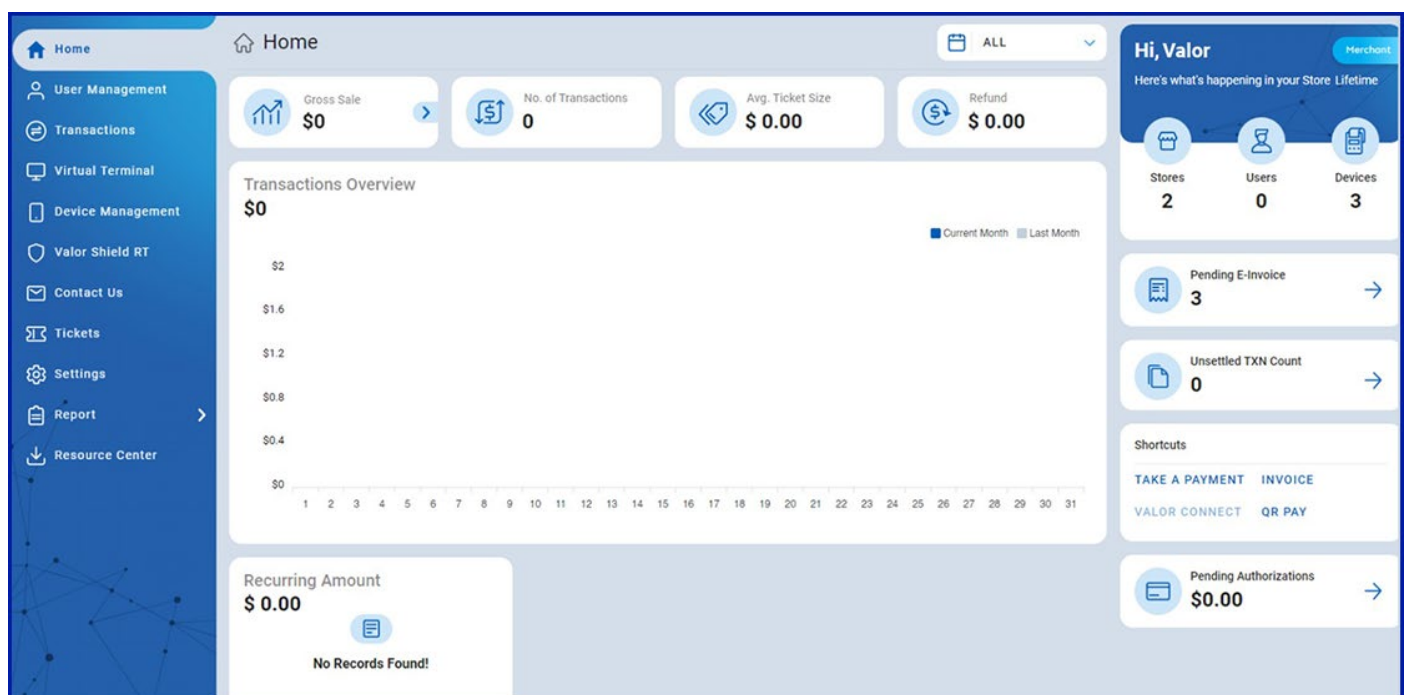 Home
User Management
Transactions
Virtual Terminal
Device Management
Valor Shield RT
Contact Us
Tickets
Settings
Report
Resource Center
Home
ALL
Gross Sale
$0
No. of Transactions
0
Avg. Ticket Size
$ 0.00
Refund
$ 0.00
Transactions Overview
$0
Current Month Last Month
$2
$1.6
$1.2
$0.8
$0.4
$0
1 2 3 4 5 6 7 8 9 10 11 12 13 14 15 16 17 18 19 20 21 22 23 24 25 26 27 28 29 30 31
Recurring Amount
$ 0.00
No Records Found!
Hi, Valor
Merchant
Here's what's happening in your Store Lifetime
Stores Users Devices
2 0 3
Pending E-Invoice
3
Unsettled TXN Count
0
Shortcuts
TAKE A PAYMENT INVOICE
VALOR CONNECT QR PAY
Pending Authorizations
$0.00